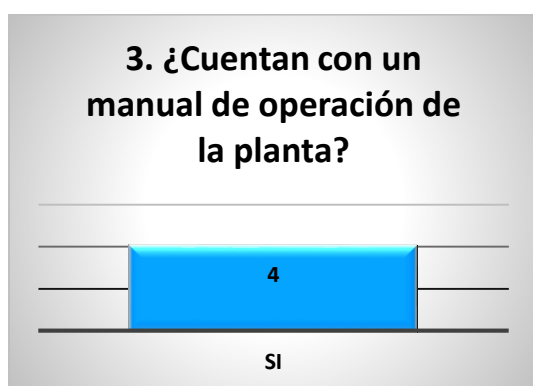 3. ¿Cuentan con un
manual de operación de
la planta?
4
SI